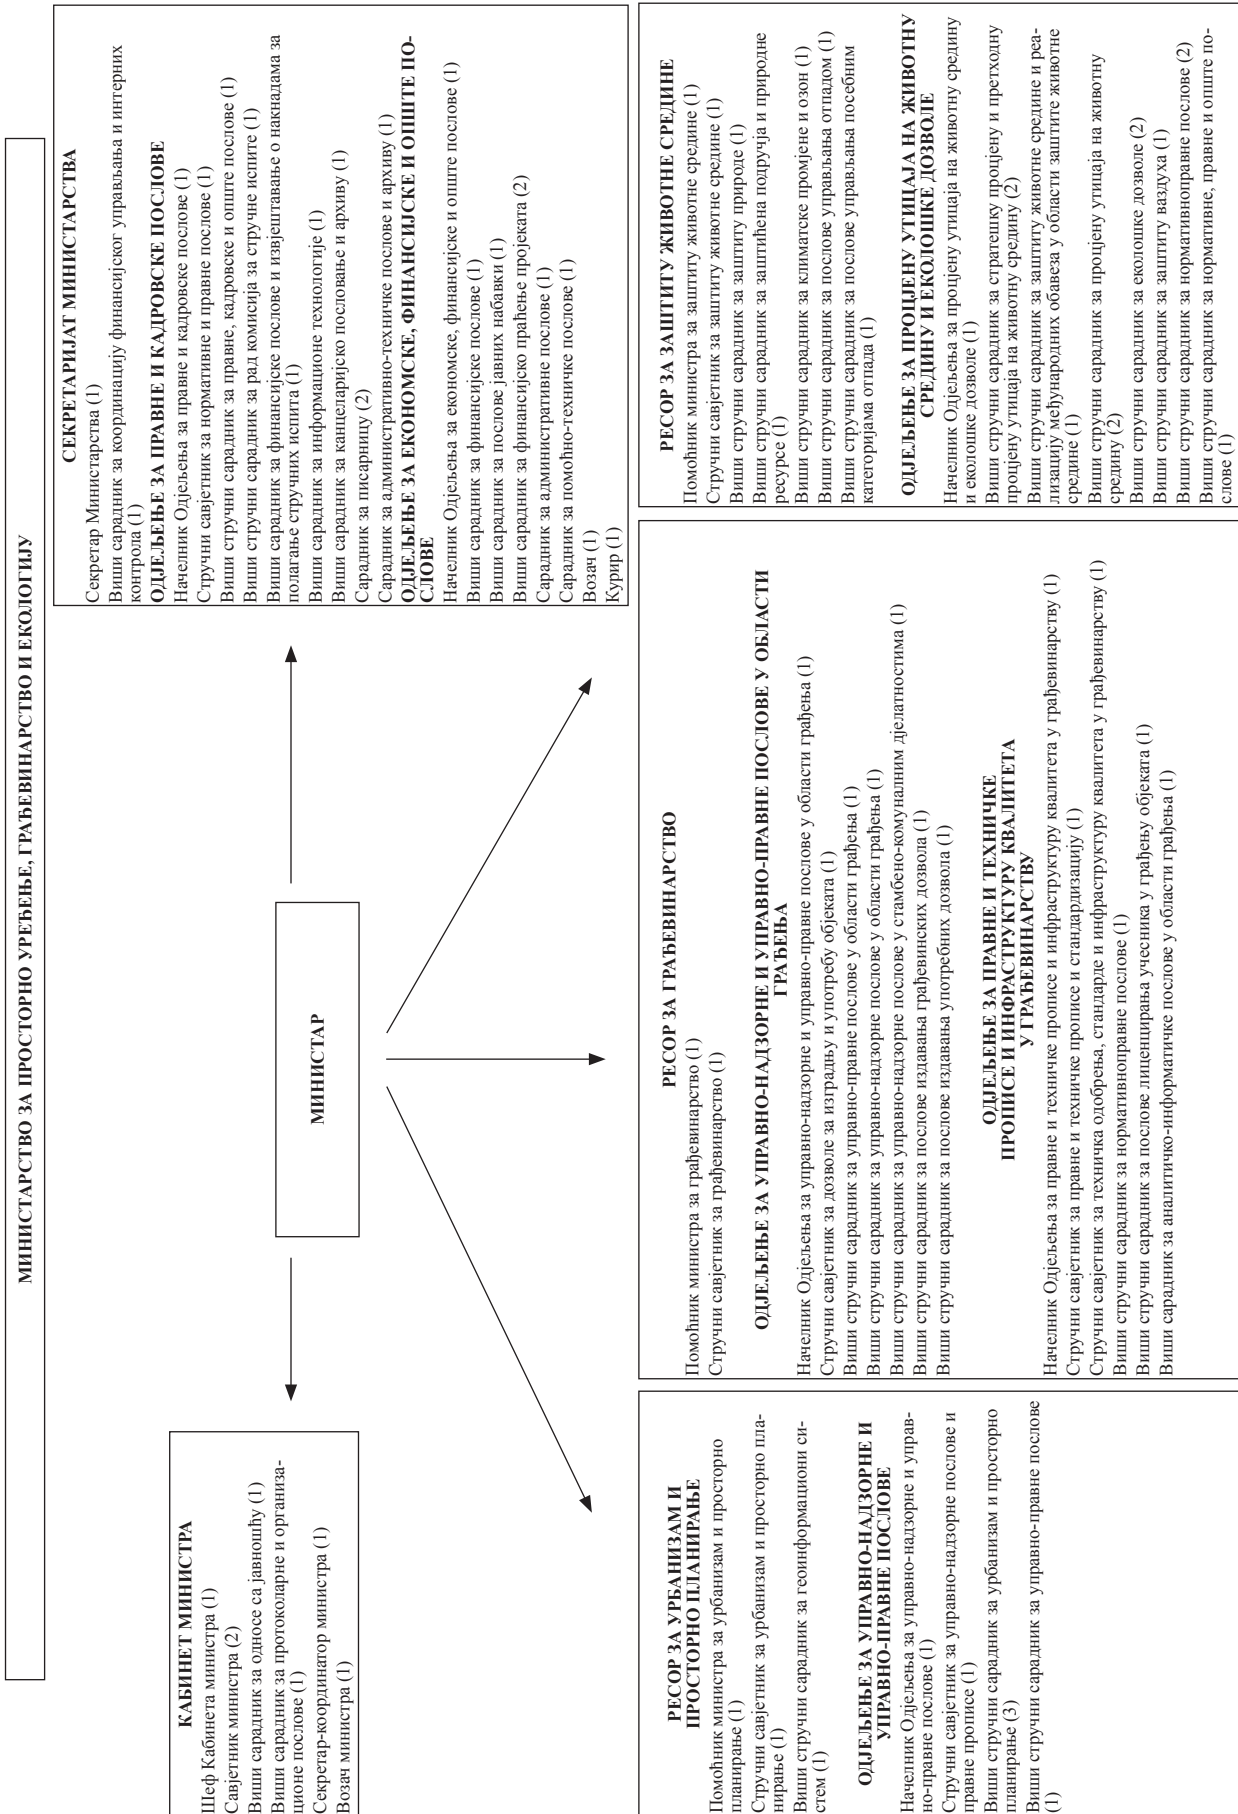 МИНИСТАРСТВО ЗА ПРОСТОРНО УРЕЂЕЊЕ, ГРАЂЕВИНАРСТВО И ЕКОЛОГИЈУ
КАБИНЕТ МИНИСТРА
Шеф Кабинета министра (1)
Савјетник министра (2)
Виши сарадник за односе са јавношћу (1)
Виши сарадник за протоколарне и организа-
ционе послове (1)
Секретар-координатор министра (1)
Возач министра (1)
МИНИСТАР
СЕКРЕТАРИЈАТ МИНИСТАРСТВА
Секретар Министарства (1)
Виши сарадник за координацију финансијског управљања и интерних
контрола (1)
ОДЈЕЉЕЊЕ ЗА ПРАВНЕ И КАДРОВСКЕ ПОСЛОВЕ
Начелник Одјељења за правне и кадровске послове (1)
Стручни савјетник за нормативне и правне послове (1)
Виши стручни сарадник за правне, кадровске и опште послове (1)
Виши стручни сарадник за рад комисија за стручне испите (1)
Виши сарадник за финансијске послове и извјештавање о накнадама за
полагање стручних испита (1)
Виши сарадник за информационе технологије (1)
Виши сарадник за канцеларијско пословање и архиву (1)
Сарадник за писарницу (2)
Сарадник за административно-техничке послове и архиву (1)
ОДЈЕЉЕЊЕ ЗА ЕКОНОМСКЕ, ФИНАНСИЈСКЕ И ОПШТЕ ПО-
СЛОВЕ
Начелник Одјељења за економске, финансијске и опште послове (1)
Виши сарадник за финансијске послове (1)
Виши сарадник за послове јавних набавки (1)
Виши сарадник за финансијско праћење пројеката (2)
Сарадник за административне послове (1)
Сарадник за помоћно-техничке послове (1)
Возач (1)
Курир (1)
РЕСОР ЗА УРБАНИЗАМ И
ПРОСТОРНО ПЛАНИРАЊЕ
Помоћник министра за урбанизам и просторно
планирање (1)
Стручни савјетник за урбанизам и просторно пла-
нирање (1)
Виши стручни сарадник за геоинформациони си-
стем (1)
ОДЈЕЉЕЊЕ ЗА УПРАВНО-НАДЗОРНЕ И
УПРАВНО-ПРАВНЕ ПОСЛОВЕ
Начелник Одјељења за управно-надзорне и управ-
но-правне послове (1)
Стручни савјетник за управно-надзорне послове и
правне прописе (1)
Виши стручни сарадник за урбанизам и просторно
планирање (3)
Виши стручни сарадник за управно-правне послове
(1)
РЕСОР ЗА ГРАЂЕВИНАРСТВО
Помоћник министра за грађевинарство (1)
Стручни савјетник за грађевинарство (1)
ОДЈЕЉЕЊЕ ЗА УПРАВНО-НАДЗОРНЕ И УПРАВНО-ПРАВНЕ ПОСЛОВЕ У ОБЛАСТИ
ГРАЂЕЊА
Начелник Одјељења за управно-надзорне и управно-правне послове у области грађења (1)
Стручни савјетник за дозволе за изградњу и употребу објеката (1)
Виши стручни сарадник за управно-правне послове у области грађења (1)
Виши стручни сарадник за управно-надзорне послове у области грађења (1)
Виши стручни сарадник за управно-надзорне послове у стамбено-комуналним дјелатностима (1)
Виши стручни сарадник за послове издавања грађевинских дозвола (1)
Виши стручни сарадник за послове издавања употребних дозвола (1)
ОДЈЕЉЕЊЕ ЗА ПРАВНЕ И ТЕХНИЧКЕ
ПРОПИСЕ И ИНФРАСТРУКТУРУ КВАЛИТЕТА
У ГРАЂЕВИНАРСТВУ
Начелник Одјељења за правне и техничке прописе и инфраструктуру квалитета у грађевинарству (1)
Стручни савјетник за правне и техничке прописе и стандардизацију (1)
Стручни савјетник за техничка одобрења, стандарде и инфраструктуру квалитета у грађевинарству (1)
Виши стручни сарадник за нормативноправне послове (1)
Виши стручни сарадник за послове лиценцирања учесника у грађењу објеката (1)
Виши сарадник за аналитичко-информатичке послове у области грађења (1)
РЕСОР ЗА ЗАШТИТУ ЖИВОТНЕ СРЕДИНЕ
Помоћник министра за заштиту животне средине (1)
Стручни савјетник за заштиту животне средине (1)
Виши стручни сарадник за заштиту природе (1)
Виши стручни сарадник за заштићена подручја и природне
ресурсе (1)
Виши стручни сарадник за климатске промјене и озон (1)
Виши стручни сарадник за послове управљања отпадом (1)
Виши стручни сарадник за послове управљања посебним
категоријама отпада (1)
ОДЈЕЉЕЊЕ ЗА ПРОЦЈЕНУ УТИЦАЈА НА ЖИВОТНУ
СРЕДИНУ И ЕКОЛОШКЕ ДОЗВОЛЕ
Начелник Одјељења за процјену утицаја на животну средину
и еколошке дозволе (1)
Виши стручни сарадник за стратешку процјену и претходну
процјену утицаја на животну средину (2)
Виши стручни сарадник за заштиту животне средине и реа-
лизацију међународних обавеза у области заштите животне
средине (1)
Виши стручни сарадник за процјену утицаја на животну
средину (2)
Виши стручни сарадник за еколошке дозволе (2)
Виши стручни сарадник за заштиту ваздуха (1)
Виши стручни сарадник за нормативноправне послове (2)
Виши стручни сарадник за нормативне, правне и опште по-
слове (1)